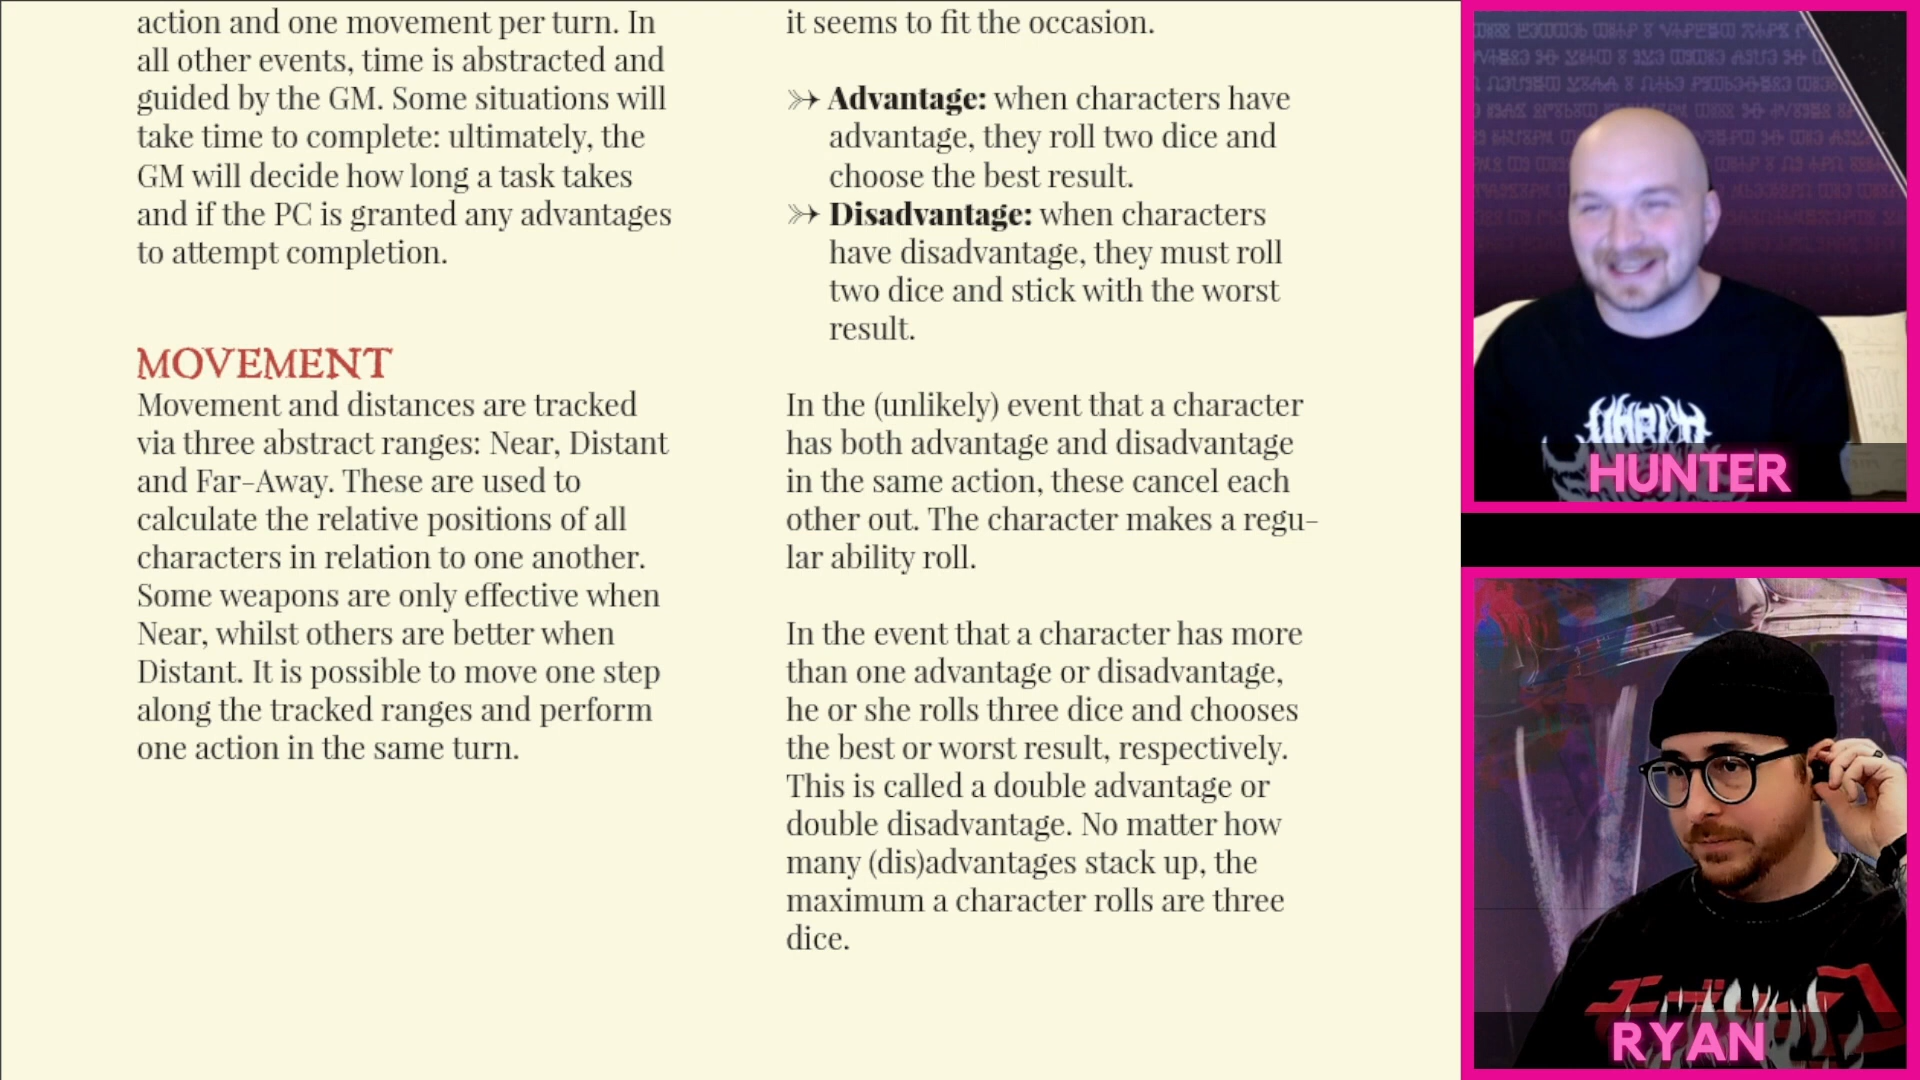 action and one movement per turn. In
all other events, time is abstracted and
guided by the GM. Some situations will
take time to complete: ultimately, the
GM will decide how long a task takes
and if the PC is granted any advantages
to attempt completion.
MOVEMENT
Movement and distances are tracked
via three abstract ranges: Near, Distant
and Far-Away. These are used to
calculate the relative positions of all
characters in relation to one another.
Some weapons are only effective when
Near, whilst others are better when
Distant. It is possible to move one step
along the tracked ranges and perform
one action in the same turn.
it seems to fit the occasion.
Advantage: when characters have
advantage, they roll two dice and
choose the best result.
Disadvantage: when characters
have disadvantage, they must roll
two dice and stick with the worst
result.
In the (unlikely) event that a character
has both advantage and disadvantage
in the same action, these cancel each
other out. The character makes a regu-
lar ability roll.
In the event that a character has more
than one advantage or disadvantage,
he or she rolls three dice and chooses
the best or worst result, respectively.
This is called a double advantage or
double disadvantage. No matter how
many (dis)advantages stack up, the
maximum a character rolls are three
dice.
HUNTER
RYAN